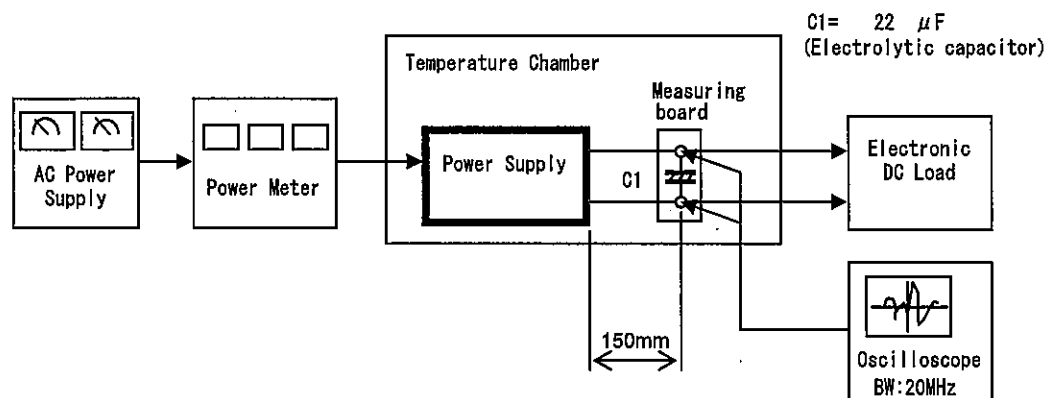 C1= 22 μF
(Electrolytic capacitor)
Temperature Chamber
Measuring
board
AC Power
Supply
Power Meter
Power Supply
C1
Electronic
DC Load
150mm
Oscilloscope
BW:20MHz